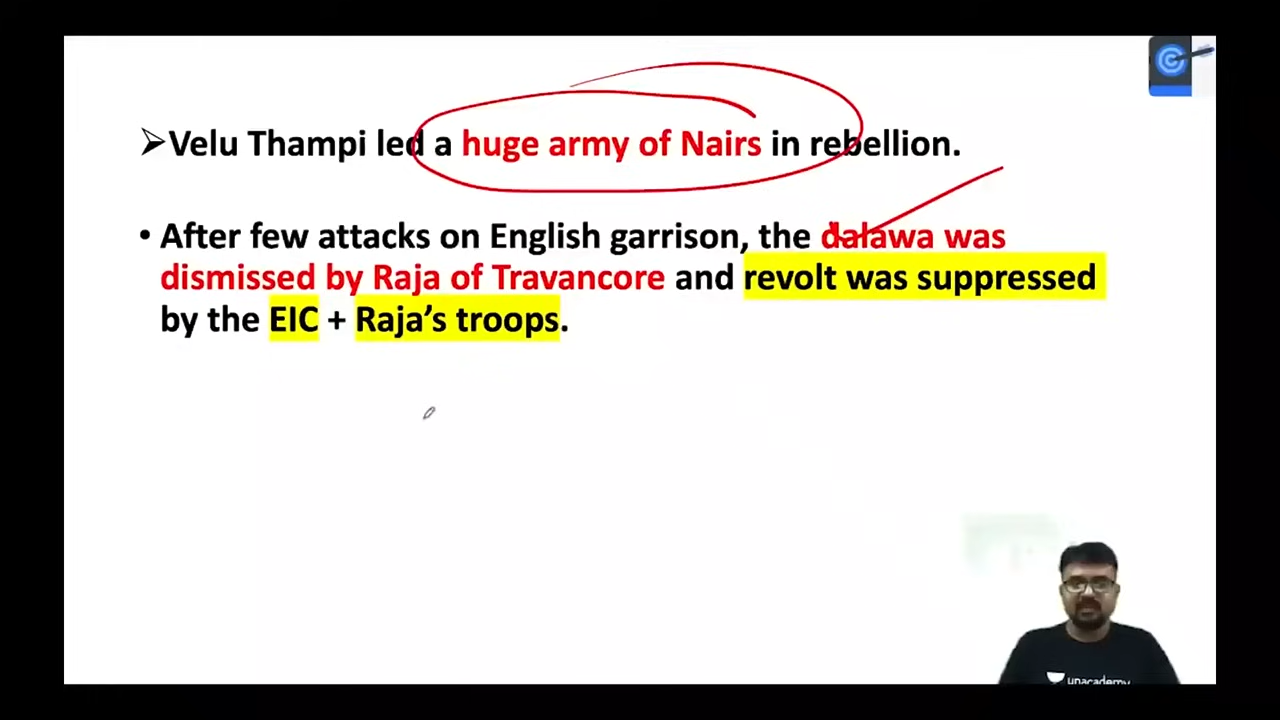 ➢Velu Thampi led a huge army of Nairs in rebellion.
• After few attacks on English garrison, the dalawa was
dismissed by Raja of Travancore and revolt was suppressed
by the EIC + Raja’s troops.
unacademy